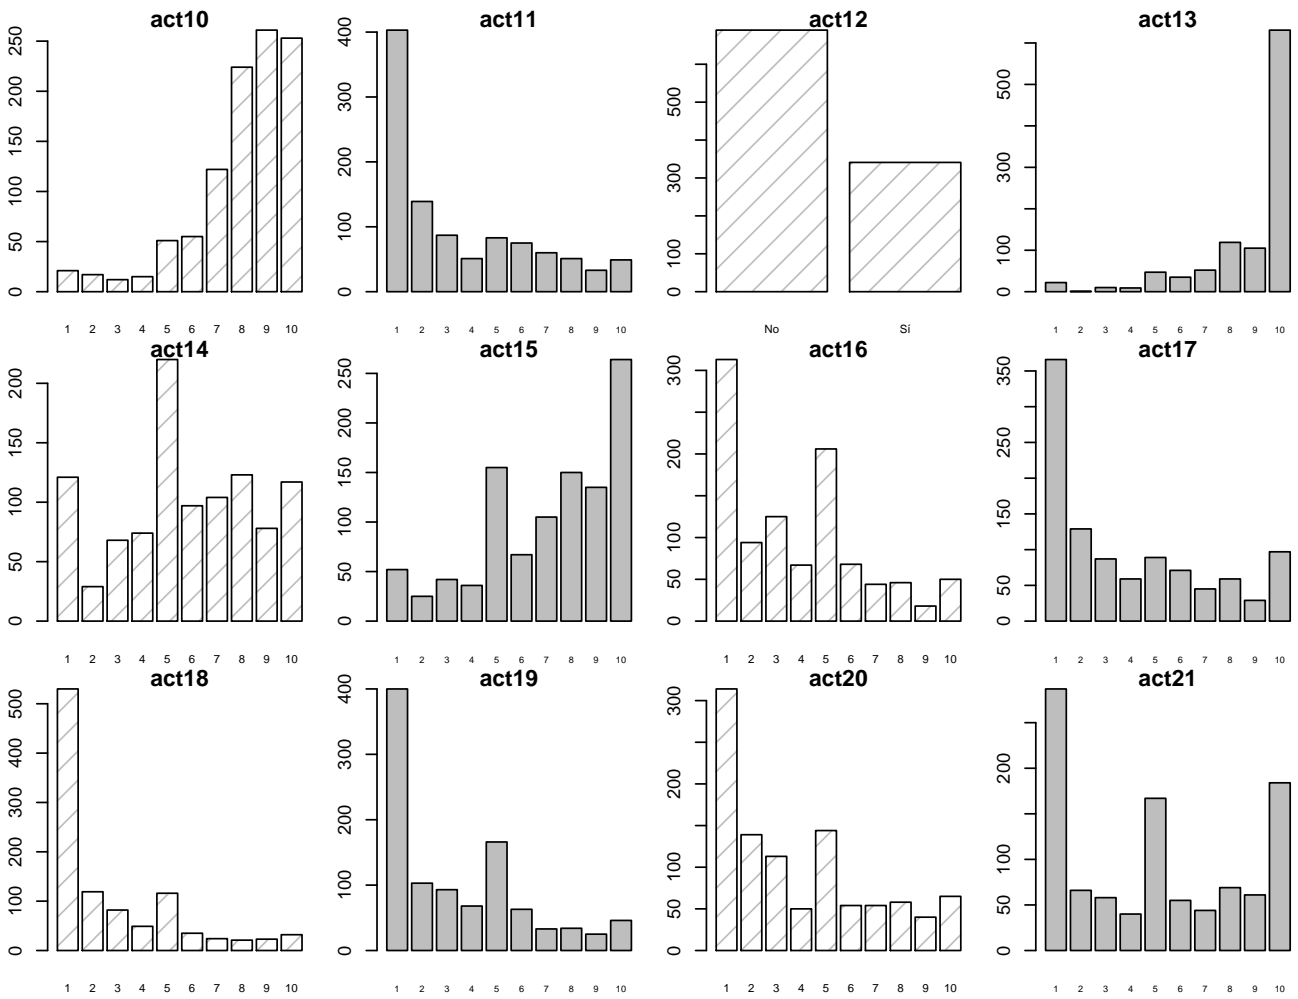 act10 act11 act12 act13
0 50 100 150 200 250
1 2 3 4 5 6 7 8 9 10
0 100 200 300 400
1 2 3 4 5 6 7 8 9 10
0 100 300 500
No Sí
0 100 300 500
1 2 3 4 5 6 7 8 9 10
act14 act15 act16 act17
0 50 100 150 200
1 2 3 4 5 6 7 8 9 10
0 50 100 150 200 250
1 2 3 4 5 6 7 8 9 10
0 50 100 200 300
1 2 3 4 5 6 7 8 9 10
0 50 150 250 350
1 2 3 4 5 6 7 8 9 10
act18 act19 act20 act21
0 100 200 300 400 500
1 2 3 4 5 6 7 8 9 10
0 100 200 300 400
1 2 3 4 5 6 7 8 9 10
0 50 100 200 300
1 2 3 4 5 6 7 8 9 10
0 50 100 200
1 2 3 4 5 6 7 8 9 10